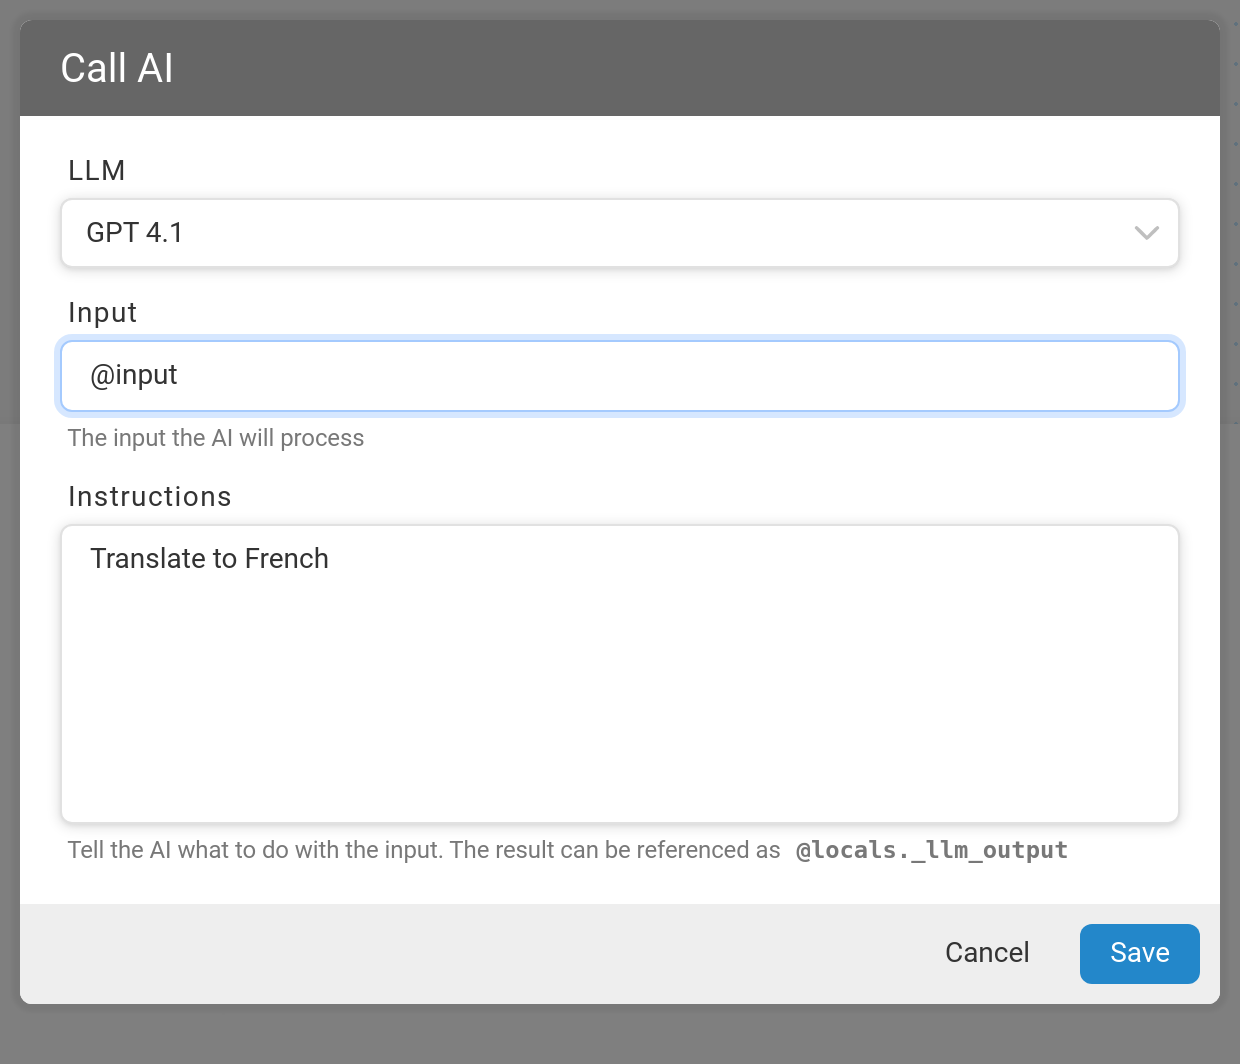 Call AI
LLM
GPT 4.1
Input
@input
The input the AI will process
Instructions
Translate to French
Tell the AI what to do with the input. The result can be referenced as @locals._llm_output
Cancel
Save